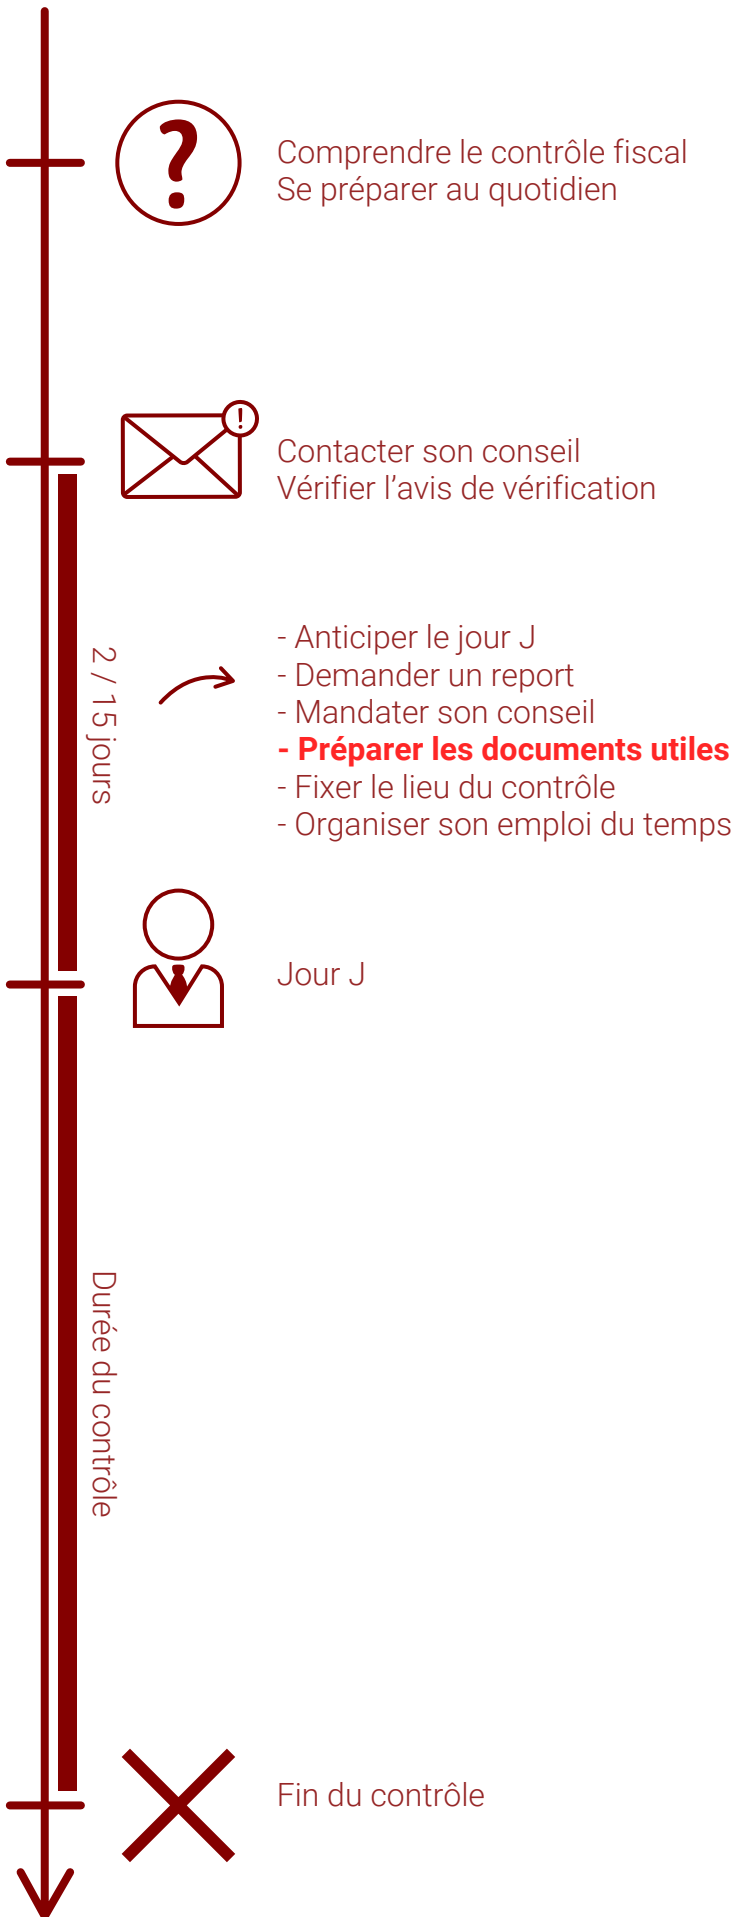 ?
Comprendre le contrôle fiscal
Se préparer au quotidien
!
Contacter son conseil
Vérifier l'avis de vérification
2 / 15 jours
- Anticiper le jour J
- Demander un report
- Mandater son conseil
- Préparer les documents utiles
- Fixer le lieu du contrôle
- Organiser son emploi du temps
Jour J
Durée du contrôle
Fin du contrôle